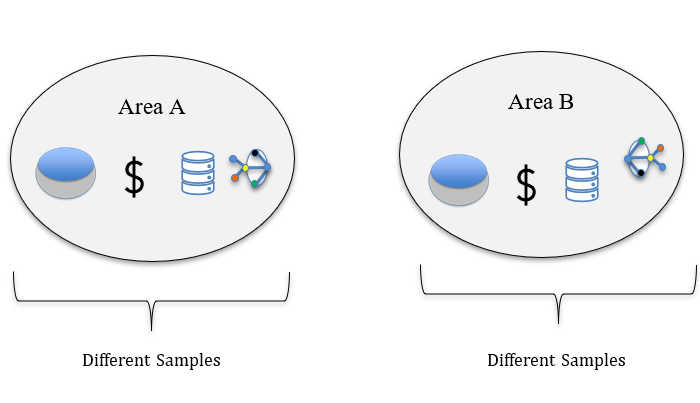 Area A
Area B
$
$
Different Samples
Different Samples